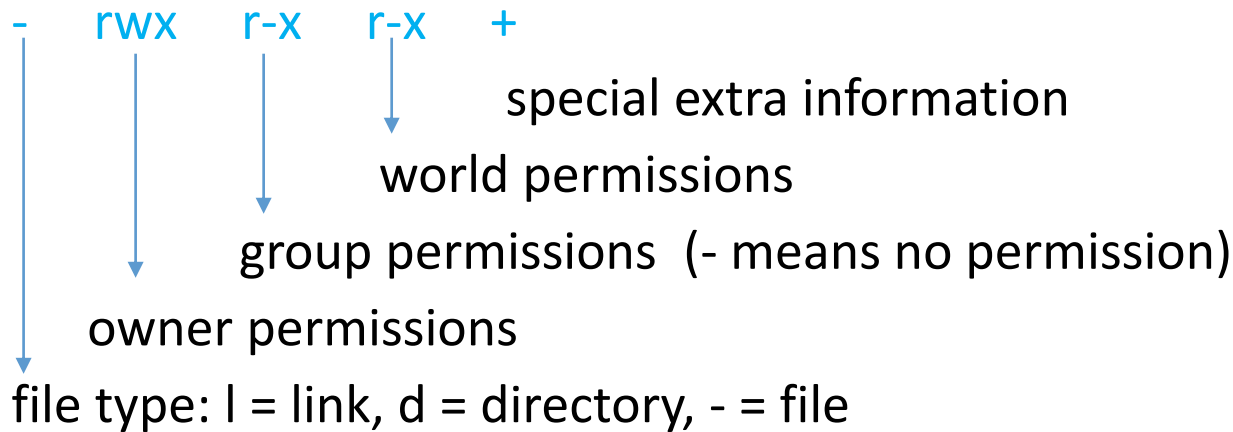 - rwx r-x r-x +
special extra information
world permissions
group permissions (- means no permission)
owner permissions
file type: l = link, d = directory, - = file